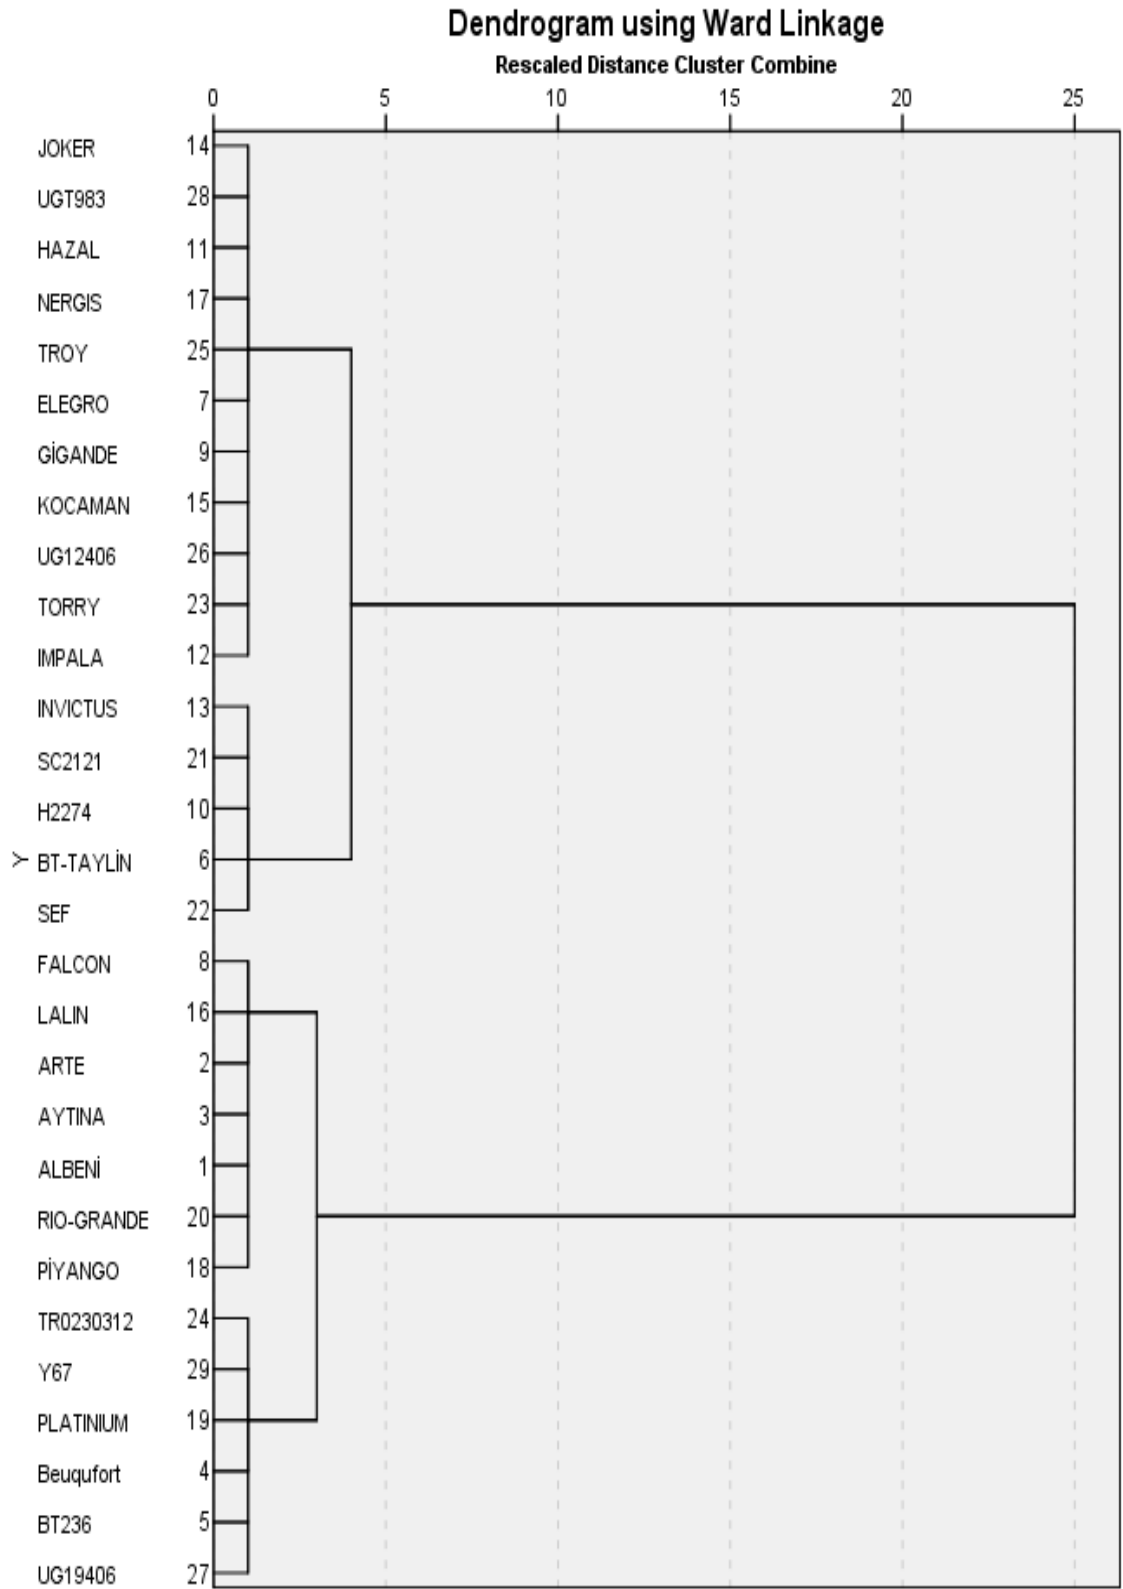 Dendrogram using Ward Linkage
Rescaled Distance Cluster Combine
0 5 10 15 20 25
JOKER 14
UGT983 28
HAZAL 11
NERGIS 17
TROY 25
ELEGRO 7
GİGANDE 9
KOCAMAN 15
UG12406 26
TORRY 23
IMPALA 12
INVICTUS 13
SC2121 21
H2274 10
Y BT-TAYLİN 6
SEF 22
FALCON 8
LALIN 16
ARTE 2
AYTINA 3
ALBENİ 1
RIO-GRANDE 20
PİYANGO 18
TR0230312 24
Y67 29
PLATINIUM 19
Beuqufort 4
BT236 5
UG19406 27